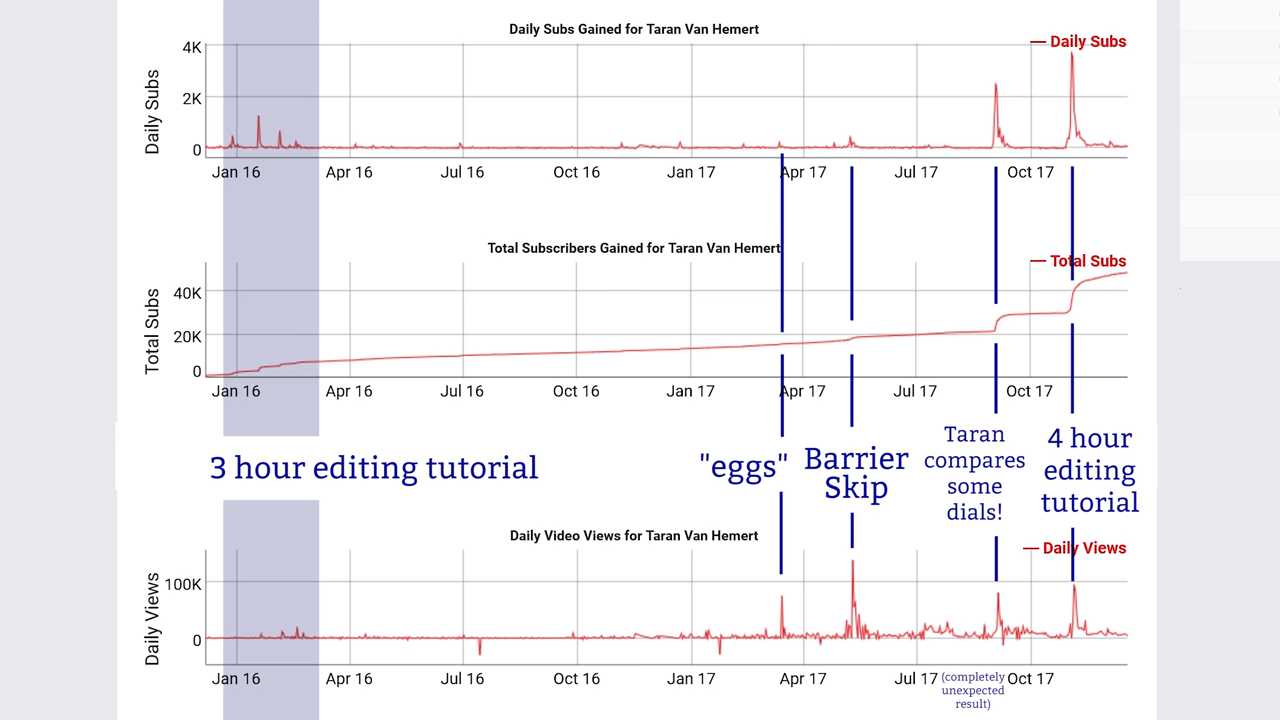 Daily Subs Gained for Taran Van Hemert
Daily Subs
Daily Subs
4K
2K
0
Jan 16 Apr 16 Jul 16 Oct 16 Jan 17 Apr 17 Jul 17 Oct 17
Total Subscribers Gained for Taran Van Hemert
Total Subs
Total Subs
40K
20K
0
Jan 16 Apr 16 Jul 16 Oct 16 Jan 17 Apr 17 Jul 17 Oct 17
3 hour editing tutorial
"eggs"
Barrier
Skip
Taran
compares
some
dials!
4 hour
editing
tutorial
Daily Video Views for Taran Van Hemert
Daily Views
Daily Views
100K
0
Jan 16 Apr 16 Jul 16 Oct 16 Jan 17 Apr 17 Jul 17 Oct 17
(completely
unexpected
result)